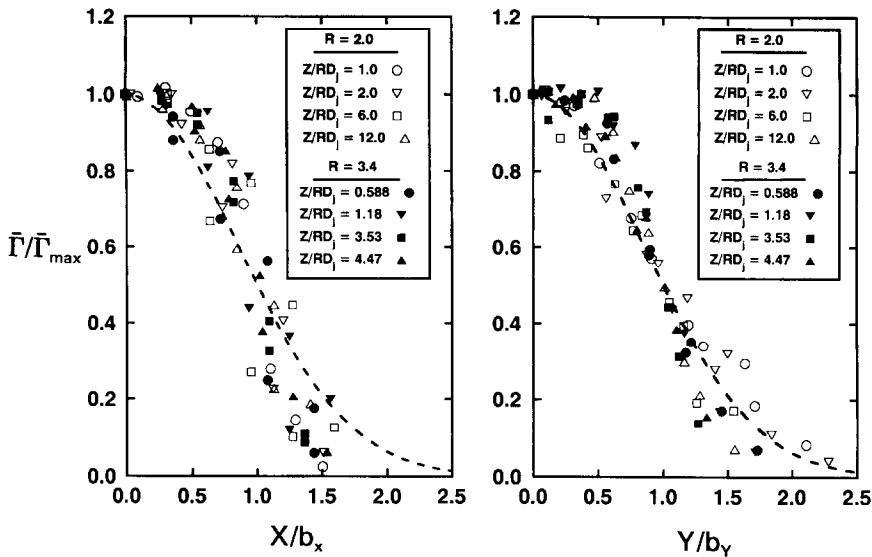 R = 2.0
Z/RDj = 1.0
Z/RDj = 2.0
Z/RDj = 6.0
Z/RDj = 12.0
R = 3.4
Z/RDj = 0.588
Z/RDj = 1.18
Z/RDj = 3.53
Z/RDj = 4.47
Γ̄/Γ̄max
1.0
0.8
0.6
0.4
0.2
0.0
0.0 0.5 1.0 1.5 2.0 2.5
X/bx
R = 2.0
Z/RDj = 1.0
Z/RDj = 2.0
Z/RDj = 6.0
Z/RDj = 12.0
R = 3.4
Z/RDj = 0.588
Z/RDj = 1.18
Z/RDj = 3.53
Z/RDj = 4.47
1.0
0.8
0.6
0.4
0.2
0.0
0.0 0.5 1.0 1.5 2.0 2.5
Y/bY